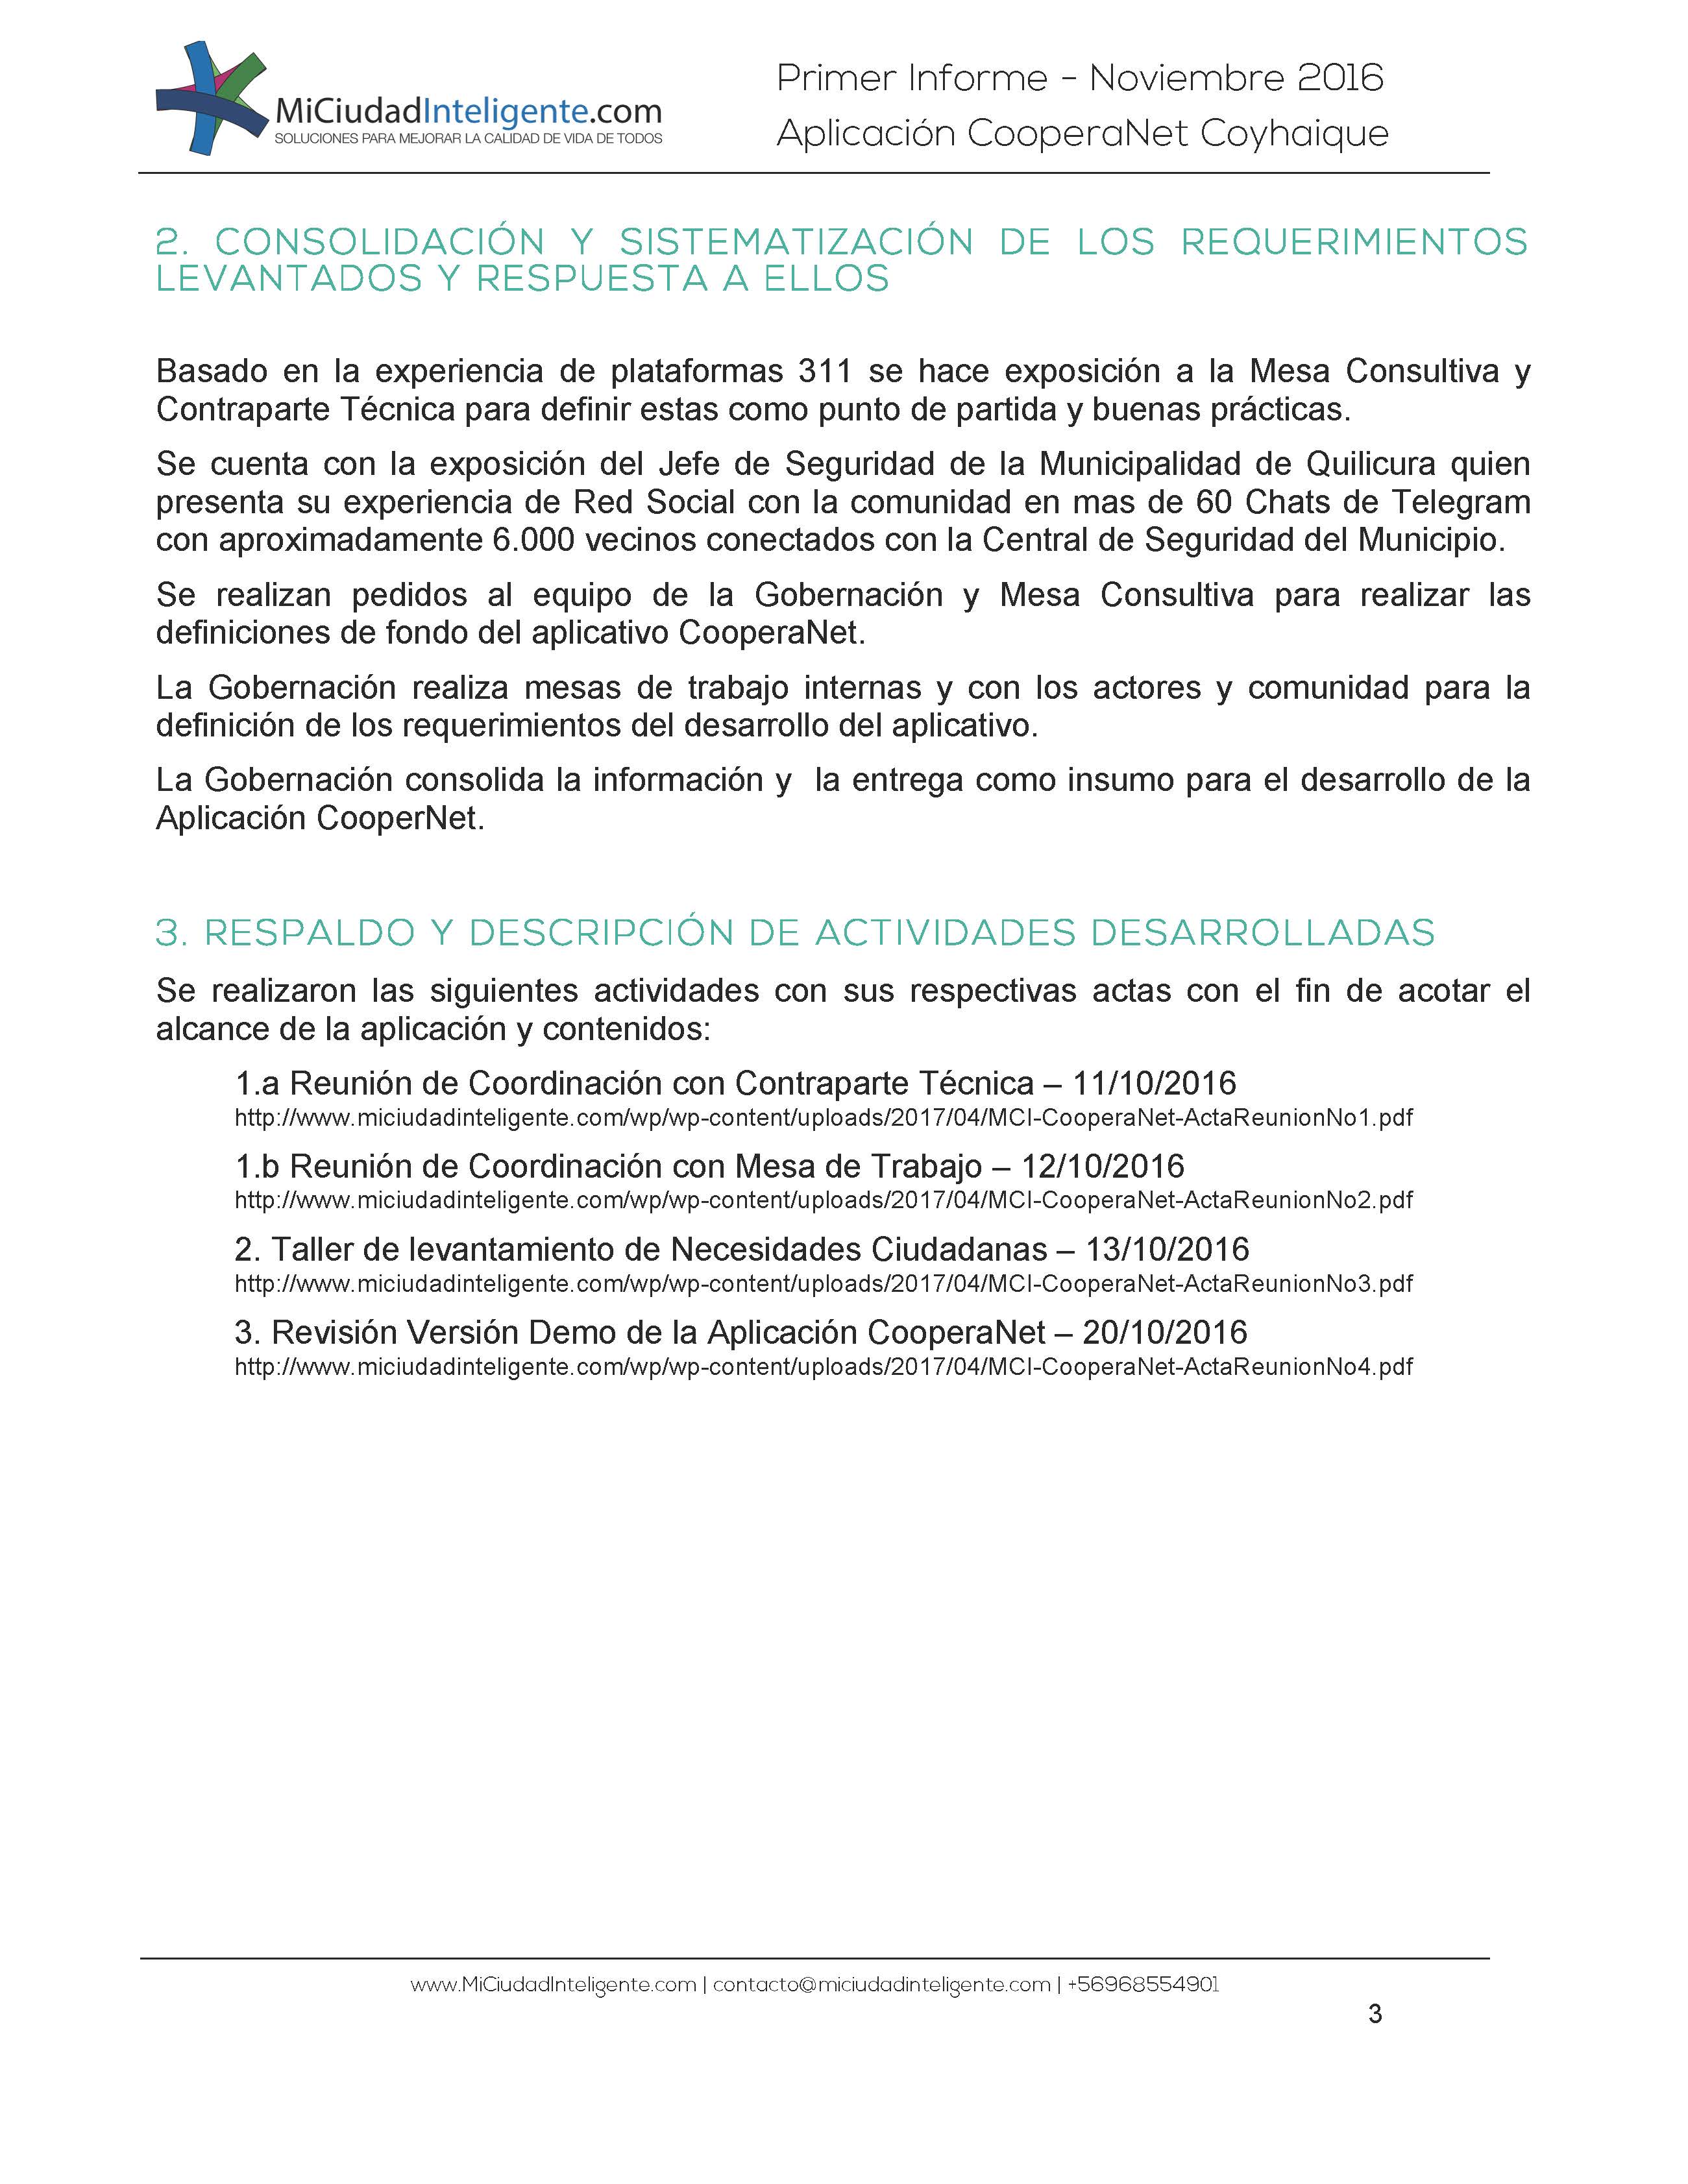 MiCiudadInteligente.com
SOLUCIONES PARA MEJORAR LA CALIDAD DE VIDA DE TODOS
Primer Informe - Noviembre 2016
Aplicación CooperaNet Coyhaique
2. CONSOLIDACIÓN Y SISTEMATIZACIÓN DE LOS REQUERIMIENTOS
LEVANTADOS Y RESPUESTA A ELLOS
Basado en la experiencia de plataformas 311 se hace exposición a la Mesa Consultiva y
Contraparte Técnica para definir estas como punto de partida y buenas prácticas.
Se cuenta con la exposición del Jefe de Seguridad de la Municipalidad de Quilicura quien
presenta su experiencia de Red Social con la comunidad en mas de 60 Chats de Telegram
con aproximadamente 6.000 vecinos conectados con la Central de Seguridad del Municipio.
Se realizan pedidos al equipo de la Gobernación y Mesa Consultiva para realizar las
definiciones de fondo del aplicativo CooperaNet.
La Gobernación realiza mesas de trabajo internas y con los actores y comunidad para la
definición de los requerimientos del desarrollo del aplicativo.
La Gobernación consolida la información y  la entrega como insumo para el desarrollo de la
Aplicación CooperNet.
3. RESPALDO Y DESCRIPCIÓN DE ACTIVIDADES DESARROLLADAS
Se realizaron las siguientes actividades con sus respectivas actas con el fin de acotar el
alcance de la aplicación y contenidos:
1.a Reunión de Coordinación con Contraparte Técnica – 11/10/2016
http://www.miciudadinteligente.com/wp/wp-content/uploads/2017/04/MCI-CooperaNet-ActaReunionNo1.pdf
1.b Reunión de Coordinación con Mesa de Trabajo – 12/10/2016
http://www.miciudadinteligente.com/wp/wp-content/uploads/2017/04/MCI-CooperaNet-ActaReunionNo2.pdf
2. Taller de levantamiento de Necesidades Ciudadanas – 13/10/2016
http://www.miciudadinteligente.com/wp/wp-content/uploads/2017/04/MCI-CooperaNet-ActaReunionNo3.pdf
3. Revisión Versión Demo de la Aplicación CooperaNet – 20/10/2016
http://www.miciudadinteligente.com/wp/wp-content/uploads/2017/04/MCI-CooperaNet-ActaReunionNo4.pdf
www.MiCiudadInteligente.com | contacto@miciudadinteligente.com | +56968554901
3